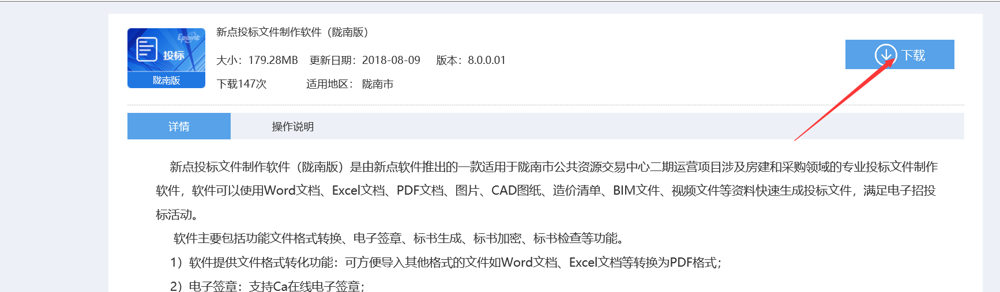 Epoint
投标
陇南版
新点投标文件制作软件（陇南版）
大小：179.28MB 更新日期：2018-08-09 版本：8.0.0.01
下载147次 适用地区： 陇南市
下载
详情 操作说明
新点投标文件制作软件（陇南版）是由新点软件推出的一款适用于陇南市公共资源交易中心二期运营项目涉及房建和采购领域的专业投标文件制作
软件，软件可以使用Word文档、Excel文档、PDF文档、图片、CAD图纸、造价清单、BIM文件、视频文件等资料快速生成投标文件，满足电子招投
标活动。
软件主要包括功能文件格式转换、电子签章、标书生成、标书加密、标书检查等功能。
1）软件提供文件格式转化功能：可方便导入其他格式的文件如Word文档、Excel文档等转换为PDF格式；
2）电子签章：支持Ca在线电子签章；